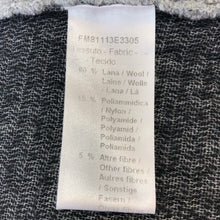 FM81113E3305
Tessuto - Fabric -
Tecido
80 % Lana / Wool /
Laine / Wolle
/ Lana / Lã
15 % Poliammidica
/ Nylon /
Polyamide /
Polyamid /
Poliamida /
Poliamida
5 % Altre fibre /
Other fibres /
Autres fibres
/ Sonstige
Fasern /